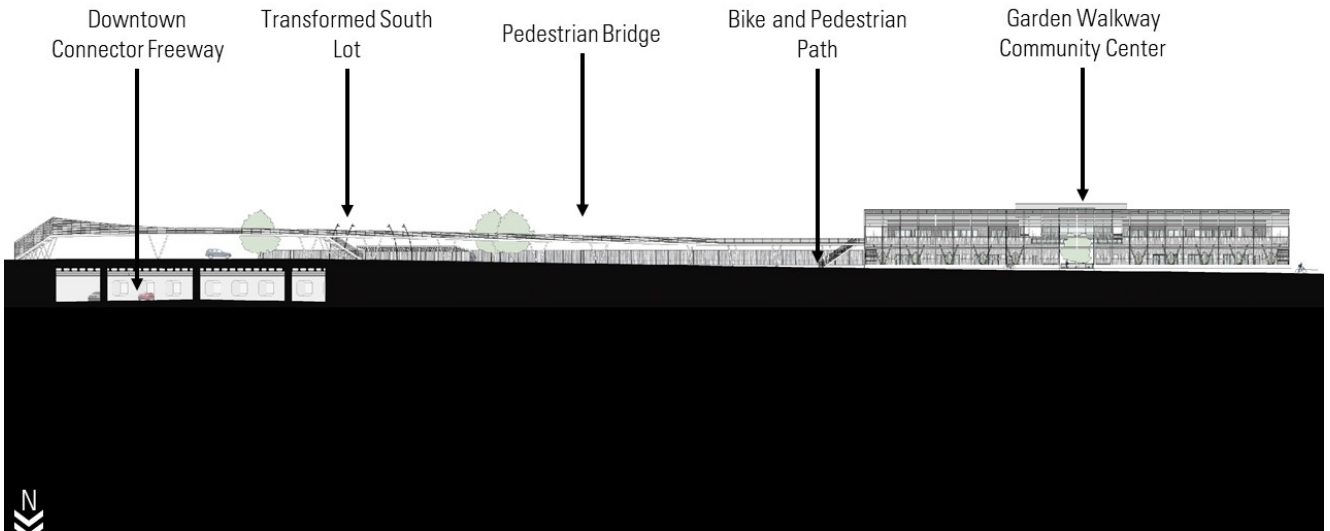 Downtown
Connector Freeway
Transformed South
Lot
Pedestrian Bridge
Bike and Pedestrian
Path
Garden Walkway
Community Center
N